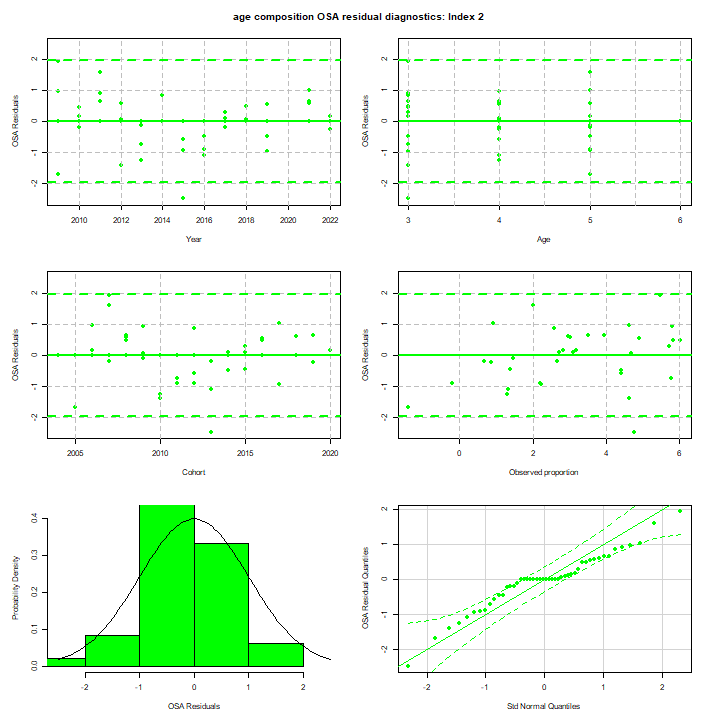 age composition OSA residual diagnostics: Index 2
OSA Residuals
2
1
0
-1
-2
2010 2012 2014 2016 2018 2020 2022
Year
OSA Residuals
2
1
0
-1
-2
3 4 5 6
Age
OSA Residuals
2
1
0
-1
-2
2005 2010 2015 2020
Cohort
OSA Residuals
2
1
0
-1
-2
0 2 4 6
Observed proportion
Probability Density
0.4
0.3
0.2
0.1
0.0
-2 -1 0 1 2
OSA Residuals
OSA Residual Quantiles
2
1
0
-1
-2
-2 -1 0 1 2
Std Normal Quantiles